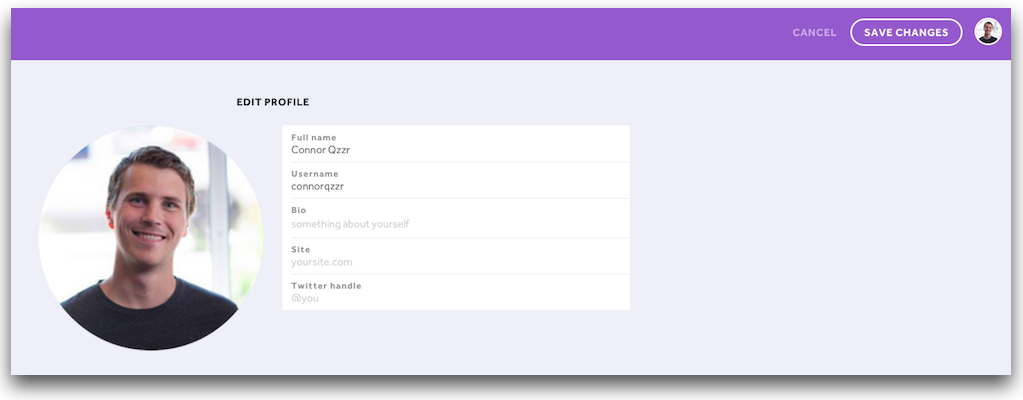 CANCEL SAVE CHANGES
EDIT PROFILE
Full name
Connor Qzzr
Username
connorqzzr
Bio
something about yourself
Site
yoursite.com
Twitter handle
@you